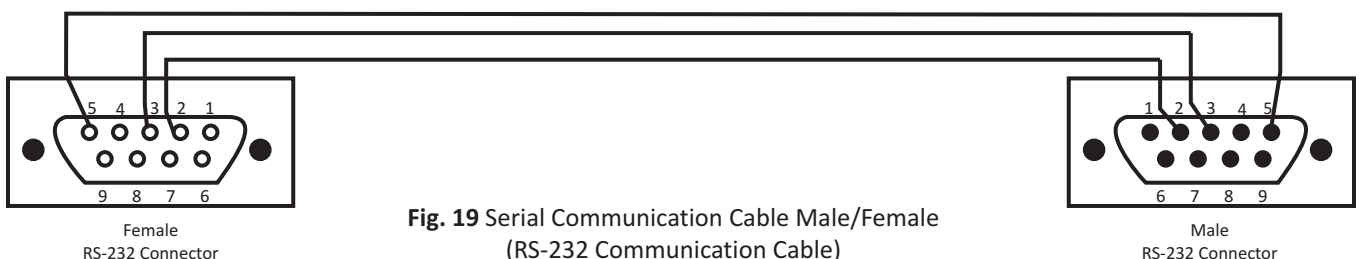 5 4 3 2 1
9 8 7 6
Female
RS-232 Connector
Fig. 19 Serial Communication Cable Male/Female
(RS-232 Communication Cable)
1 2 3 4 5
6 7 8 9
Male
RS-232 Connector